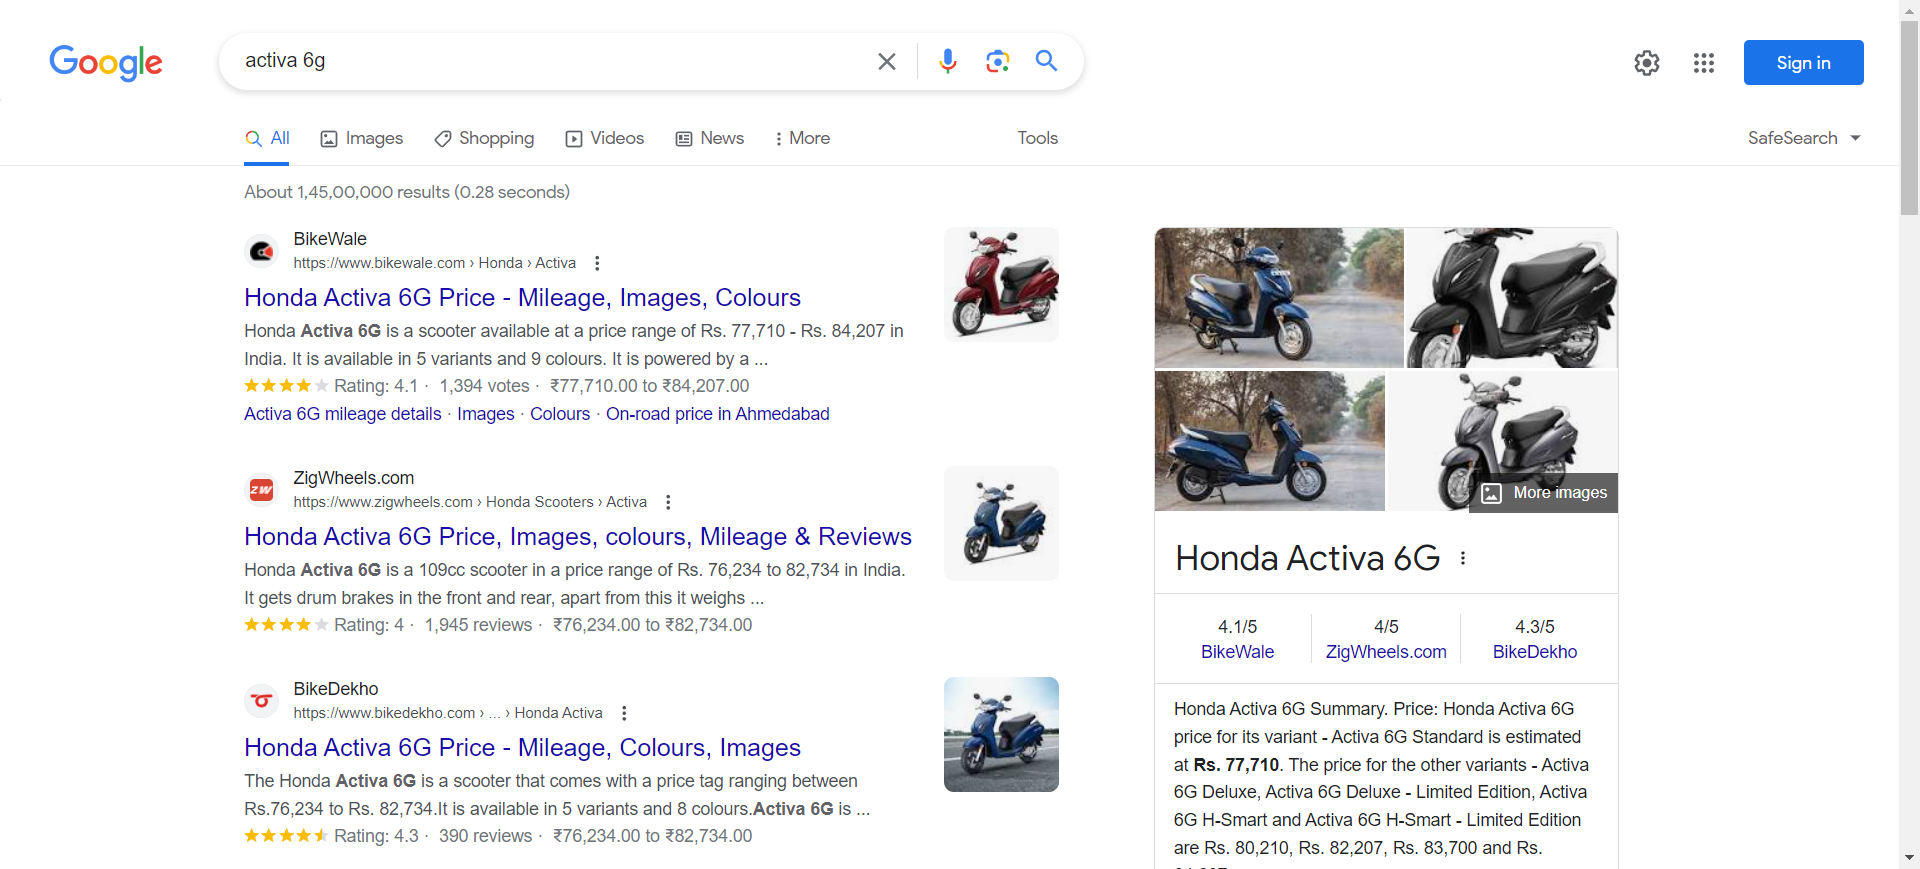 Google
activa 6g
Sign in
All
Images
Shopping
Videos
News
More
Tools
SafeSearch
About 1,45,00,000 results (0.28 seconds)
BikeWale
https://www.bikewale.com › Honda › Activa
Honda Activa 6G Price - Mileage, Images, Colours
Honda Activa 6G is a scooter available at a price range of Rs. 77,710 - Rs. 84,207 in
India. It is available in 5 variants and 9 colours. It is powered by a ...
Rating: 4.1 · 1,394 votes · ₹77,710.00 to ₹84,207.00
Activa 6G mileage details · Images · Colours · On-road price in Ahmedabad
ZW
ZigWheels.com
https://www.zigwheels.com › Honda Scooters › Activa
Honda Activa 6G Price, Images, colours, Mileage & Reviews
Honda Activa 6G is a 109cc scooter in a price range of Rs. 76,234 to 82,734 in India.
It gets drum brakes in the front and rear, apart from this it weighs ...
Rating: 4 · 1,945 reviews · ₹76,234.00 to ₹82,734.00
BikeDekho
https://www.bikedekho.com › ... › Honda Activa
Honda Activa 6G Price - Mileage, Colours, Images
The Honda Activa 6G is a scooter that comes with a price tag ranging between
Rs.76,234 to Rs. 82,734.It is available in 5 variants and 8 colours.Activa 6G is ...
Rating: 4.3 · 390 reviews · ₹76,234.00 to ₹82,734.00
More images
Honda Activa 6G
4.1/5
BikeWale
4/5
ZigWheels.com
4.3/5
BikeDekho
Honda Activa 6G Summary. Price: Honda Activa 6G
price for its variant - Activa 6G Standard is estimated
at Rs. 77,710. The price for the other variants - Activa
6G Deluxe, Activa 6G Deluxe - Limited Edition, Activa
6G H-Smart and Activa 6G H-Smart - Limited Edition
are Rs. 80,210, Rs. 82,207, Rs. 83,700 and Rs.